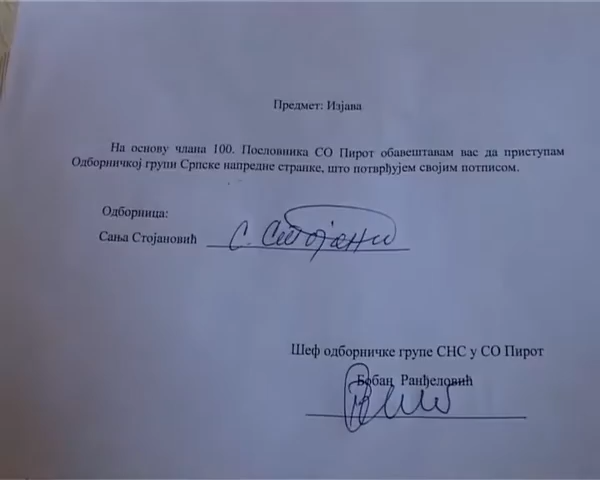 Предмет: Изјава
На основу члана 100. Пословника СО Пирот обавештавам вас да приступам
Одборничкој групи Српске напредне странке, што потврђујем својим потписом.
Одборница:
Сања Стојановић С. Стојанов
Шеф одборничке групе СНС у СО Пирот
Бобан Ранђеловић